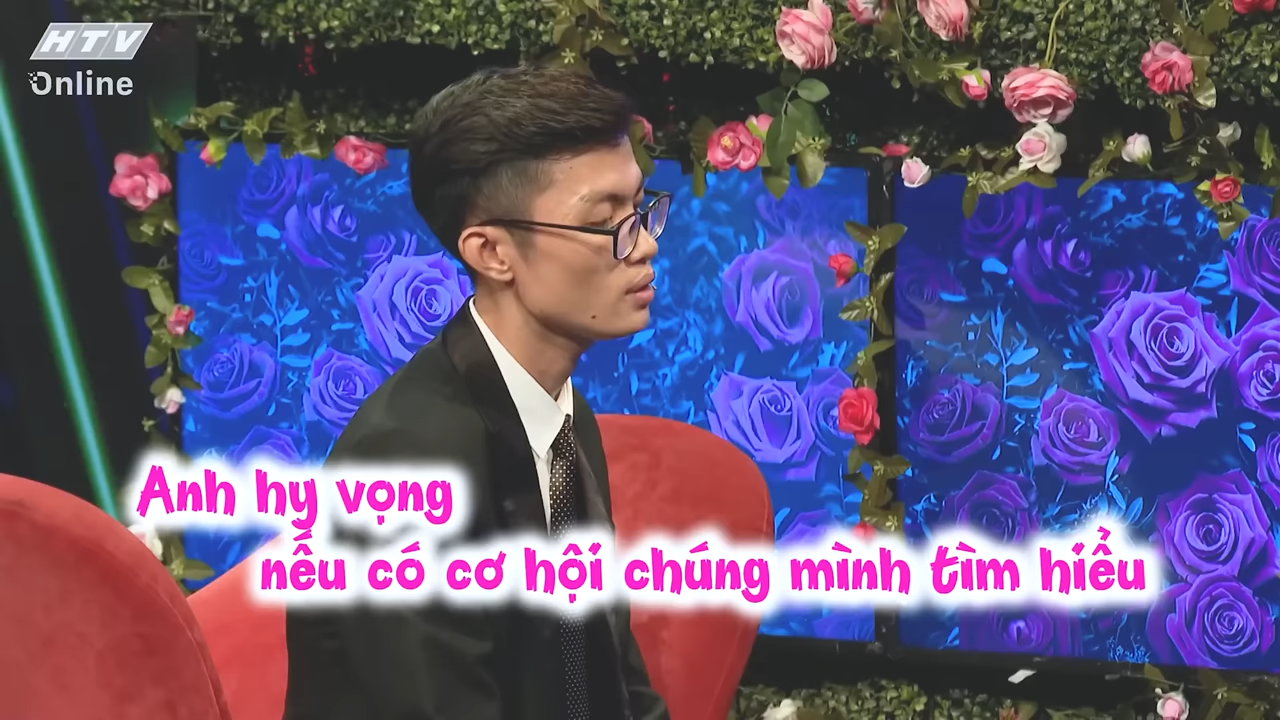 HTV
Online
Anh hy vọng
nếu có cơ hội chúng mình tìm hiểu